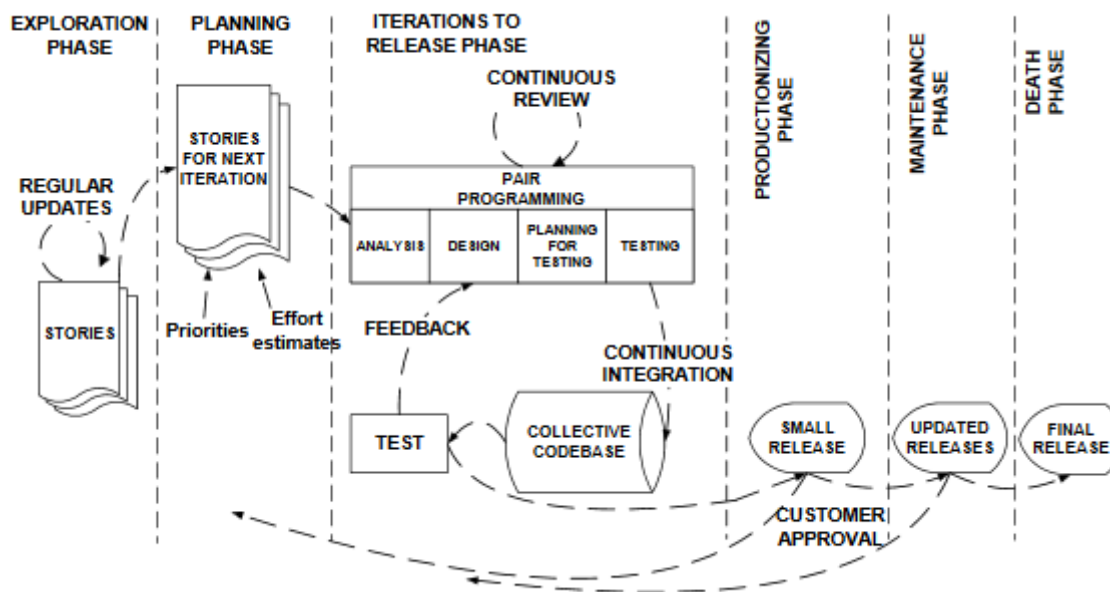 EXPLORATION
PHASE
PLANNING
PHASE
ITERATIONS TO
RELEASE PHASE
PRODUCTIONIZING
PHASE
MAINTENANCE
PHASE
DEATH
PHASE
CONTINUOUS
REVIEW
STORIES
FOR NEXT
ITERATION
REGULAR
UPDATES
PAIR
PROGRAMMING
ANALYSIS
DESIGN
PLANNING
FOR
TESTING
TESTING
STORIES
Priorities
Effort
estimates
FEEDBACK
CONTINUOUS
INTEGRATION
TEST
COLLECTIVE
CODEBASE
SMALL
RELEASE
UPDATED
RELEASES
FINAL
RELEASE
CUSTOMER
APPROVAL